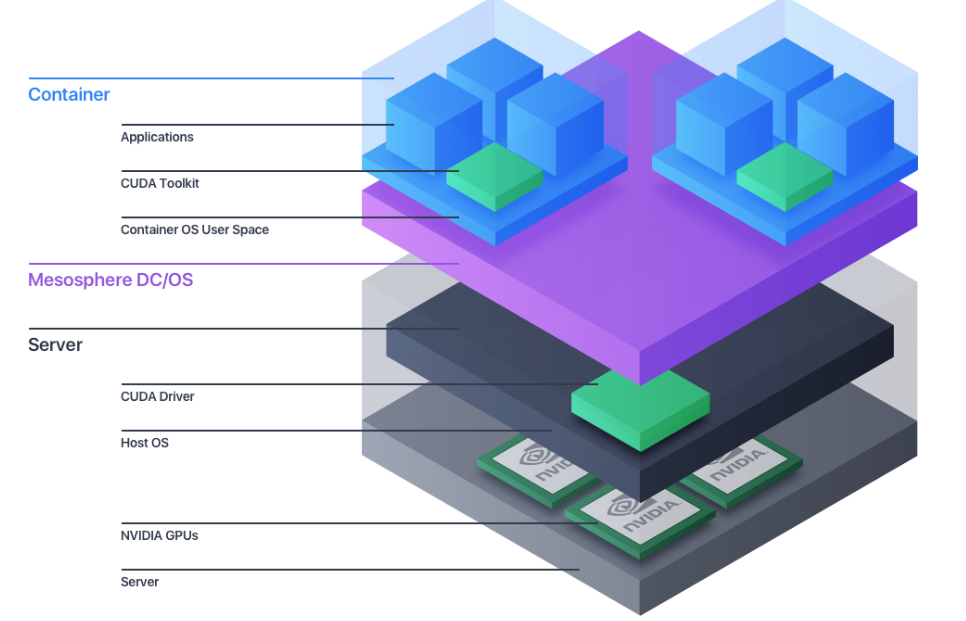 Container
Applications
CUDA Toolkit
Container OS User Space
Mesosphere DC/OS
Server
CUDA Driver
Host OS
NVIDIA
NVIDIA
NVIDIA
NVIDIA GPUs
Server